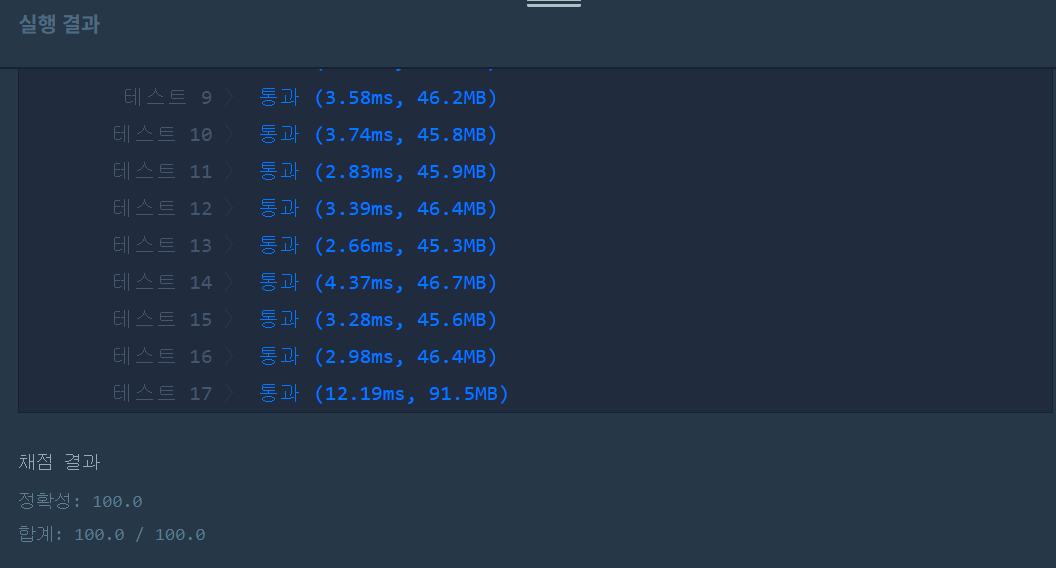 실행 결과
테스트 9 〉 통과 (3.58ms, 46.2MB)
테스트 10 〉 통과 (3.74ms, 45.8MB)
테스트 11 〉 통과 (2.83ms, 45.9MB)
테스트 12 〉 통과 (3.39ms, 46.4MB)
테스트 13 〉 통과 (2.66ms, 45.3MB)
테스트 14 〉 통과 (4.37ms, 46.7MB)
테스트 15 〉 통과 (3.28ms, 45.6MB)
테스트 16 〉 통과 (2.98ms, 46.4MB)
테스트 17 〉 통과 (12.19ms, 91.5MB)
채점 결과
정확성: 100.0
합계: 100.0 / 100.0